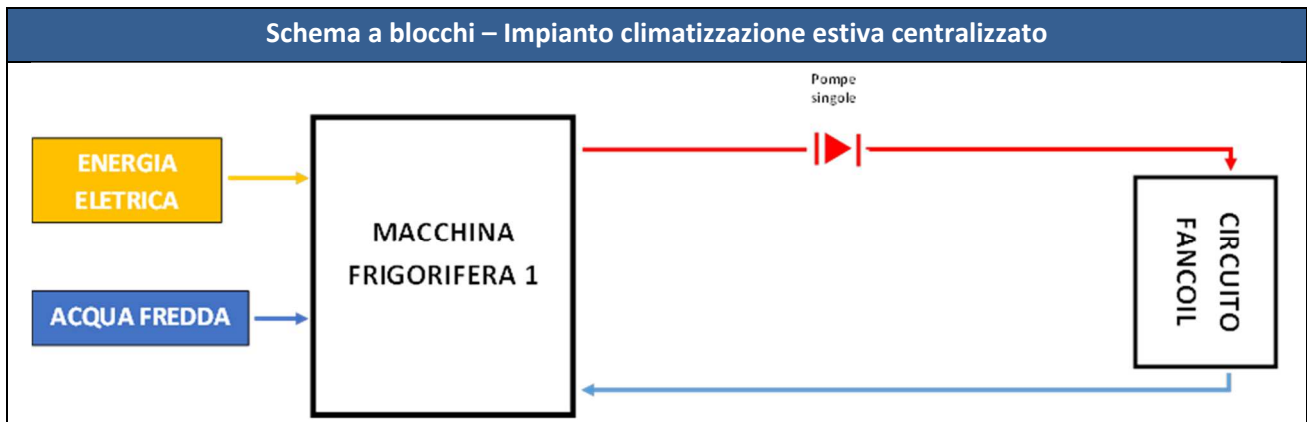 Schema a blocchi – Impianto climatizzazione estiva centralizzato
Pompe
singole
ENERGIA
ELETRICA
MACCHINA
FRIGORIFERA 1
ACQUA FREDDA
CIRCUITO
FANCOIL